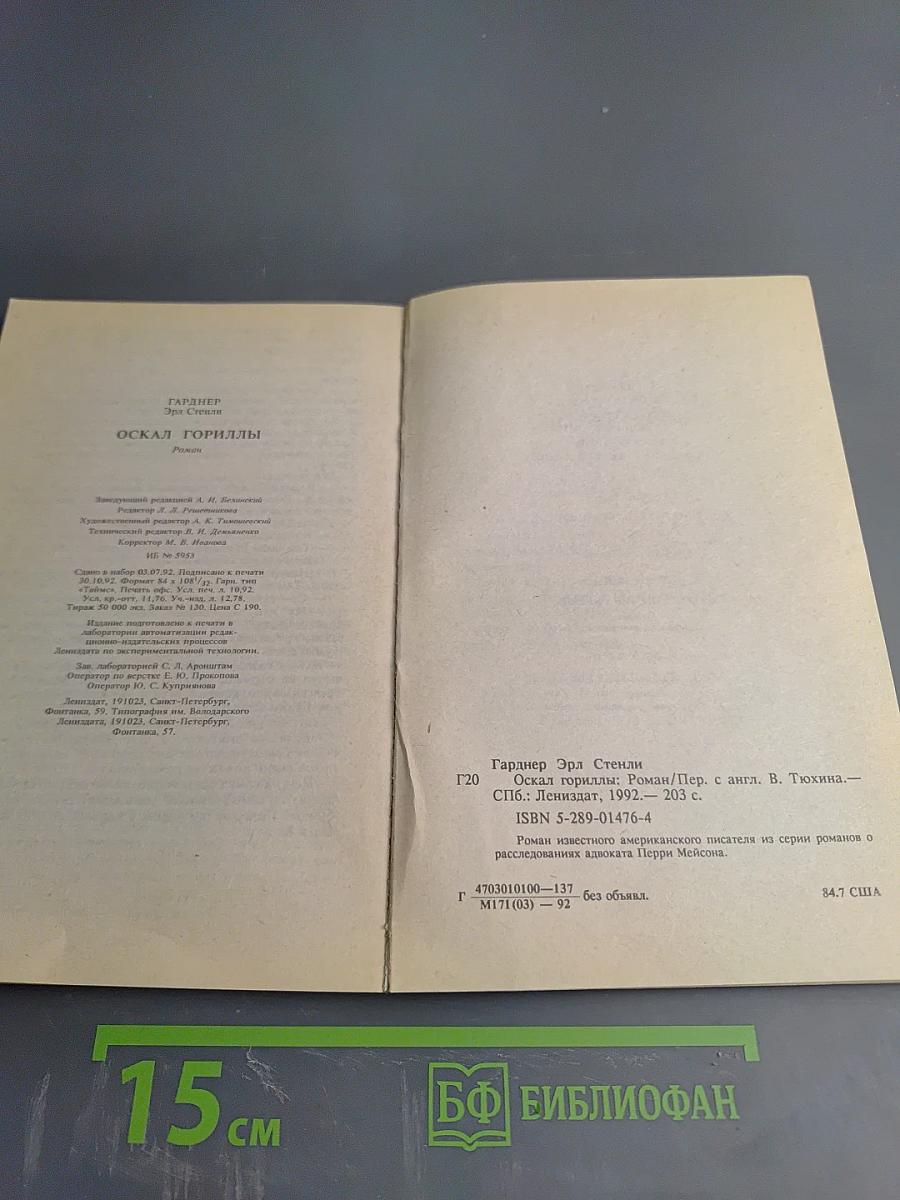 ГАРДНЕР
Эрл Стенли
ОСКАЛ ГОРИЛЛЫ
Роман
Заведующий редакцией А. И. Белинский
Редактор Л. Л. Решетникова
Художественный редактор А. К. Тимошевский
Технический редактор В. И. Демьяненко
Корректор М. В. Иванова
ИБ № 5953
Сдано в набор 03.07.92. Подписано к печати
30.10.92. Формат 84 х 108¹/₃₂. Гарн. тип
«Таймс». Печать офс. Усл. печ. л. 10,92.
Усл. кр.-отт. 11,76. Уч.-изд. л. 12,78.
Тираж 50 000 экз. Заказ № 130. Цена С 190.
Издание подготовлено к печати в
лаборатории автоматизации редак-
ционно-издательских процессов
Лениздата по экспериментальной технологии.
Зав. лабораторией С. Л. Аронштам
Оператор по верстке Е. Ю. Прокопова
Оператор Ю. С. Куприянова
Лениздат, 191023, Санкт-Петербург,
Фонтанка, 59. Типография им. Володарского
Лениздата, 191023, Санкт-Петербург,
Фонтанка, 57.
Гарднер Эрл Стенли
Г20 Оскал гориллы: Роман/Пер. с англ. В. Тюхина.—
СПб.: Лениздат, 1992.— 203 с.
ISBN 5-289-01476-4
Роман известного американского писателя из серии романов о
расследованиях адвоката Перри Мейсона.
Г 4703010100—137 без объявл. 84.7 США
М171(03) — 92
15 см
БФ БИБЛИОФАН